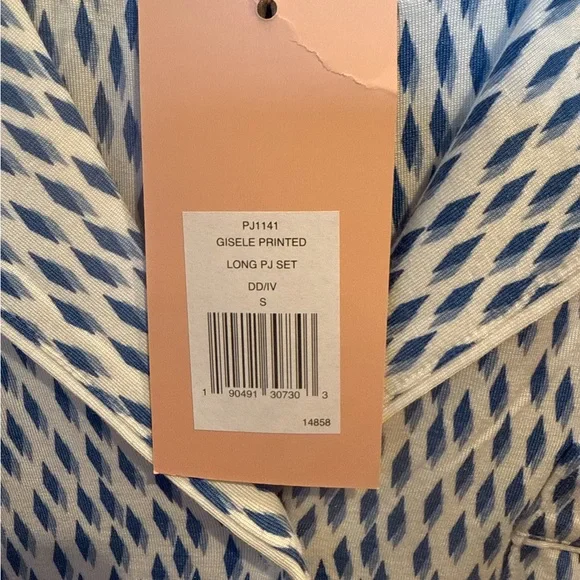 PJ1141
GISELE PRINTED
LONG PJ SET
DD/IV
S
1 90491 30730 3
14858